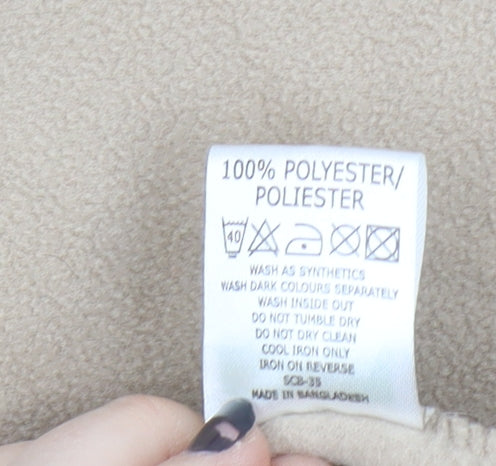 100% POLYESTER/
POLIESTER
40
WASH AS SYNTHETICS
WASH DARK COLOURS SEPARATELY
WASH INSIDE OUT
DO NOT TUMBLE DRY
DO NOT DRY CLEAN
COOL IRON ONLY
IRON ON REVERSE
SCB-35
MADE IN BANGLADESH